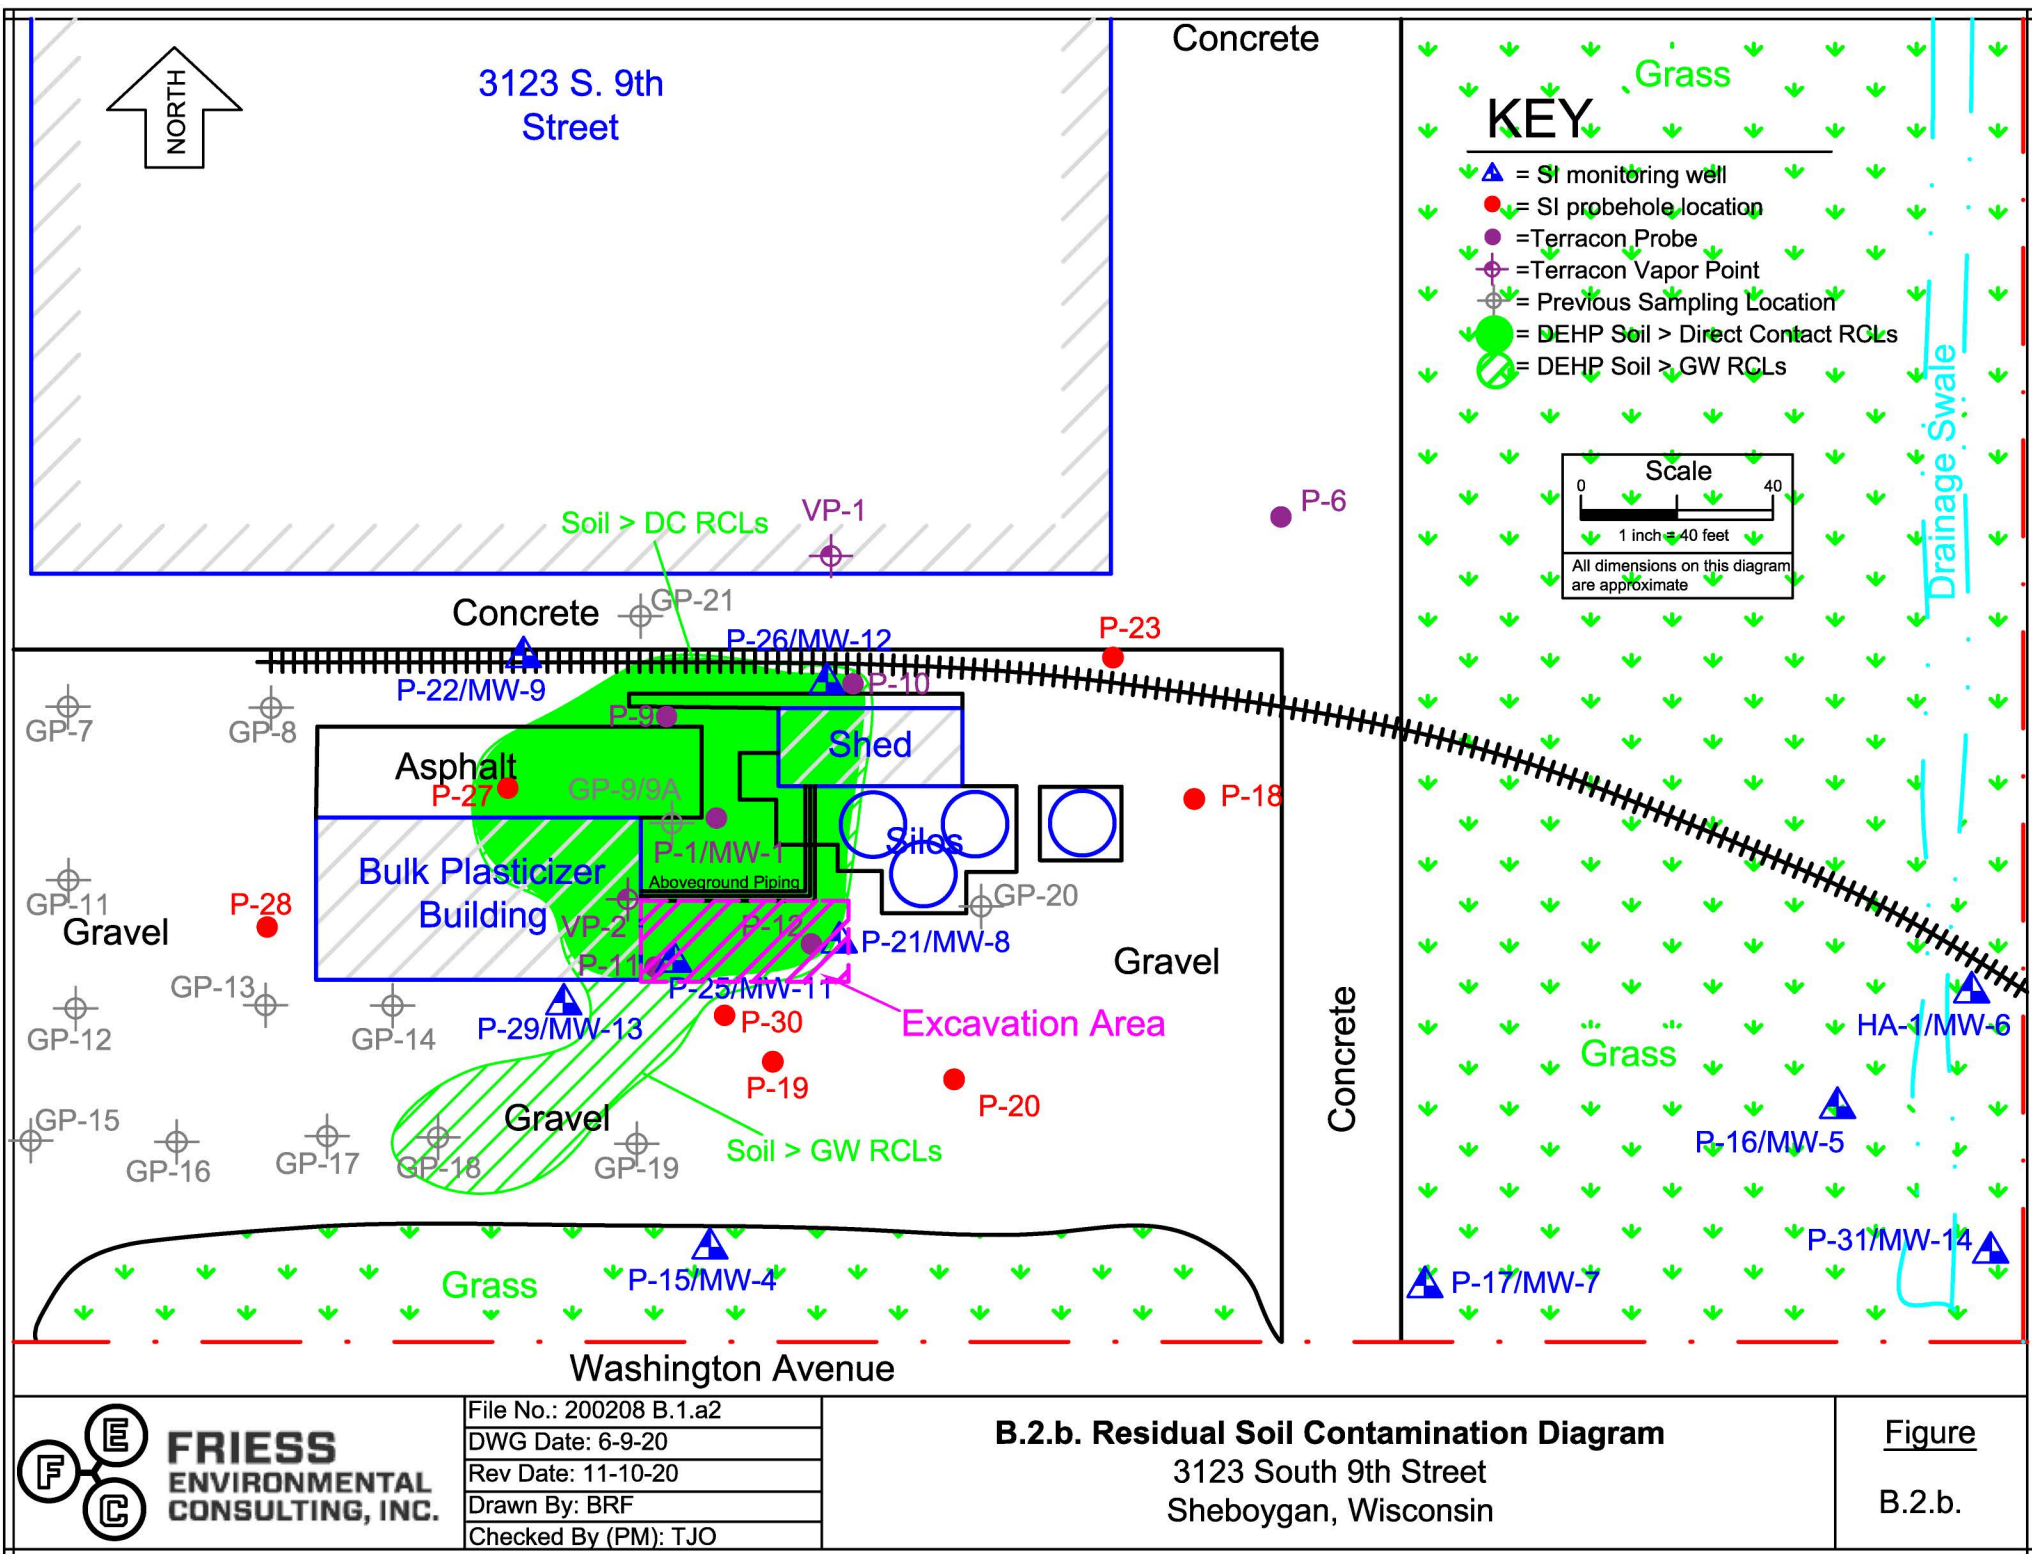 Concrete
3123 S. 9th
Street
NORTH
Grass
KEY
= SI monitoring well
= SI probehole location
=Terracon Probe
=Terracon Vapor Point
= Previous Sampling Location
= DEHP Soil > Direct Contact RCLs
= DEHP Soil > GW RCLs
Drainage Swale
Scale
0 40
1 inch = 40 feet
All dimensions on this diagram
are approximate
VP-1
P-6
Soil > DC RCLs
GP-21
Concrete
P-26/MW-12
P-23
P-22/MW-9
P-10
GP-7
GP-8
P-9
Shed
Asphalt
P-27
GP-9/9A
P-18
Silos
P-1/MW-1
Bulk Plasticizer
Building
Aboveground Piping
GP-11
P-28
GP-20
Gravel
VP-2
P-12
P-21/MW-8
Gravel
P-11
P-25/MW-11
GP-13
Excavation Area
P-30
P-29/MW-13
GP-12
GP-14
Concrete
HA-1/MW-6
Grass
P-19
P-20
Gravel
GP-15
GP-16
GP-17
GP-18
GP-19
Soil > GW RCLs
P-16/MW-5
P-31/MW-14
Grass
P-15/MW-4
P-17/MW-7
Washington Avenue
F E C
FRIESS
ENVIRONMENTAL
CONSULTING, INC.
File No.: 200208 B.1.a2
DWG Date: 6-9-20
Rev Date: 11-10-20
Drawn By: BRF
Checked By (PM): TJO
B.2.b. Residual Soil Contamination Diagram
3123 South 9th Street
Sheboygan, Wisconsin
Figure
B.2.b.